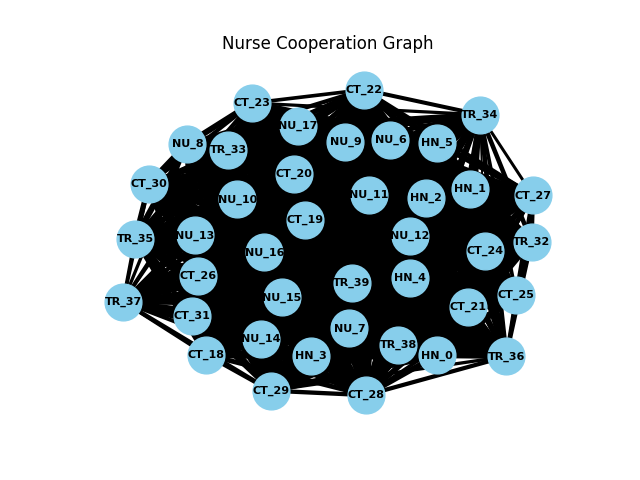 Nurse Cooperation Graph
CT_22
CT_23
TR_34
NU_17
NU_8
NU_9
NU_6
HN_5
TR_33
CT_20
CT_30
HN_1
CT_27
NU_10
NU_11
HN_2
CT_19
TR_35
NU_13
NU_12
TR_32
NU_16
CT_24
CT_26
HN_4
TR_39
CT_25
NU_15
TR_37
CT_21
CT_31
NU_7
NU_14
TR_38
CT_18
HN_3
HN_0
TR_36
CT_29
CT_28